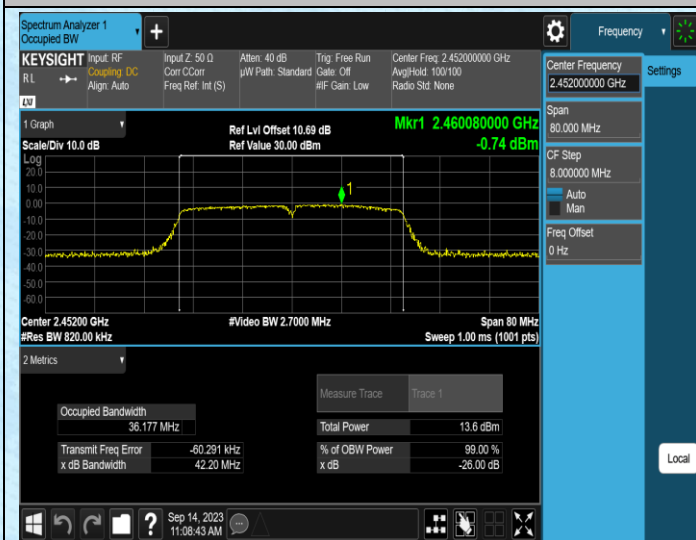 Spectrum Analyzer 1
Occupied BW
Frequency
KEYSIGHT
RL
LXI
Input: RF
Coupling: DC
Align: Auto
Input Z: 50 Ω
Corr CCorr
Freq Ref: Int (S)
Atten: 40 dB
µW Path: Standard
Trig: Free Run
Gate: Off
#IF Gain: Low
Center Freq: 2.452000000 GHz
Avg|Hold: 100/100
Radio Std: None
Center Frequency
2.452000000 GHz
Settings
Span
80.000 MHz
CF Step
8.000000 MHz
Auto
Man
Freq Offset
0 Hz
1 Graph
Scale/Div 10.0 dB
Ref Lvl Offset 10.69 dB
Ref Value 30.00 dBm
Mkr1 2.460080000 GHz
-0.74 dBm
Log
20.0
10.0
0.00
-10.0
-20.0
-30.0
-40.0
-50.0
-60.0
1
Center 2.45200 GHz
#Res BW 820.00 kHz
#Video BW 2.7000 MHz
Span 80 MHz
Sweep 1.00 ms (1001 pts)
2 Metrics
Measure Trace Trace 1
Occupied Bandwidth
36.177 MHz
Total Power 13.6 dBm
Transmit Freq Error -60.291 kHz
% of OBW Power 99.00 %
x dB Bandwidth 42.20 MHz
x dB -26.00 dB
Local
?
Sep 14, 2023
11:08:43 AM